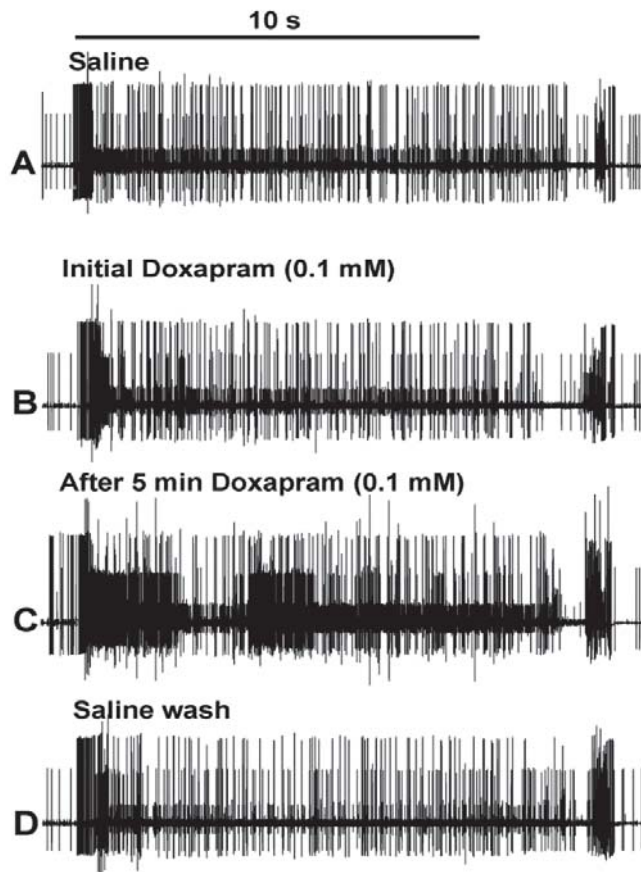 10 s
Saline
A
Initial Doxapram (0.1 mM)
B
After 5 min Doxapram (0.1 mM)
C
Saline wash
D